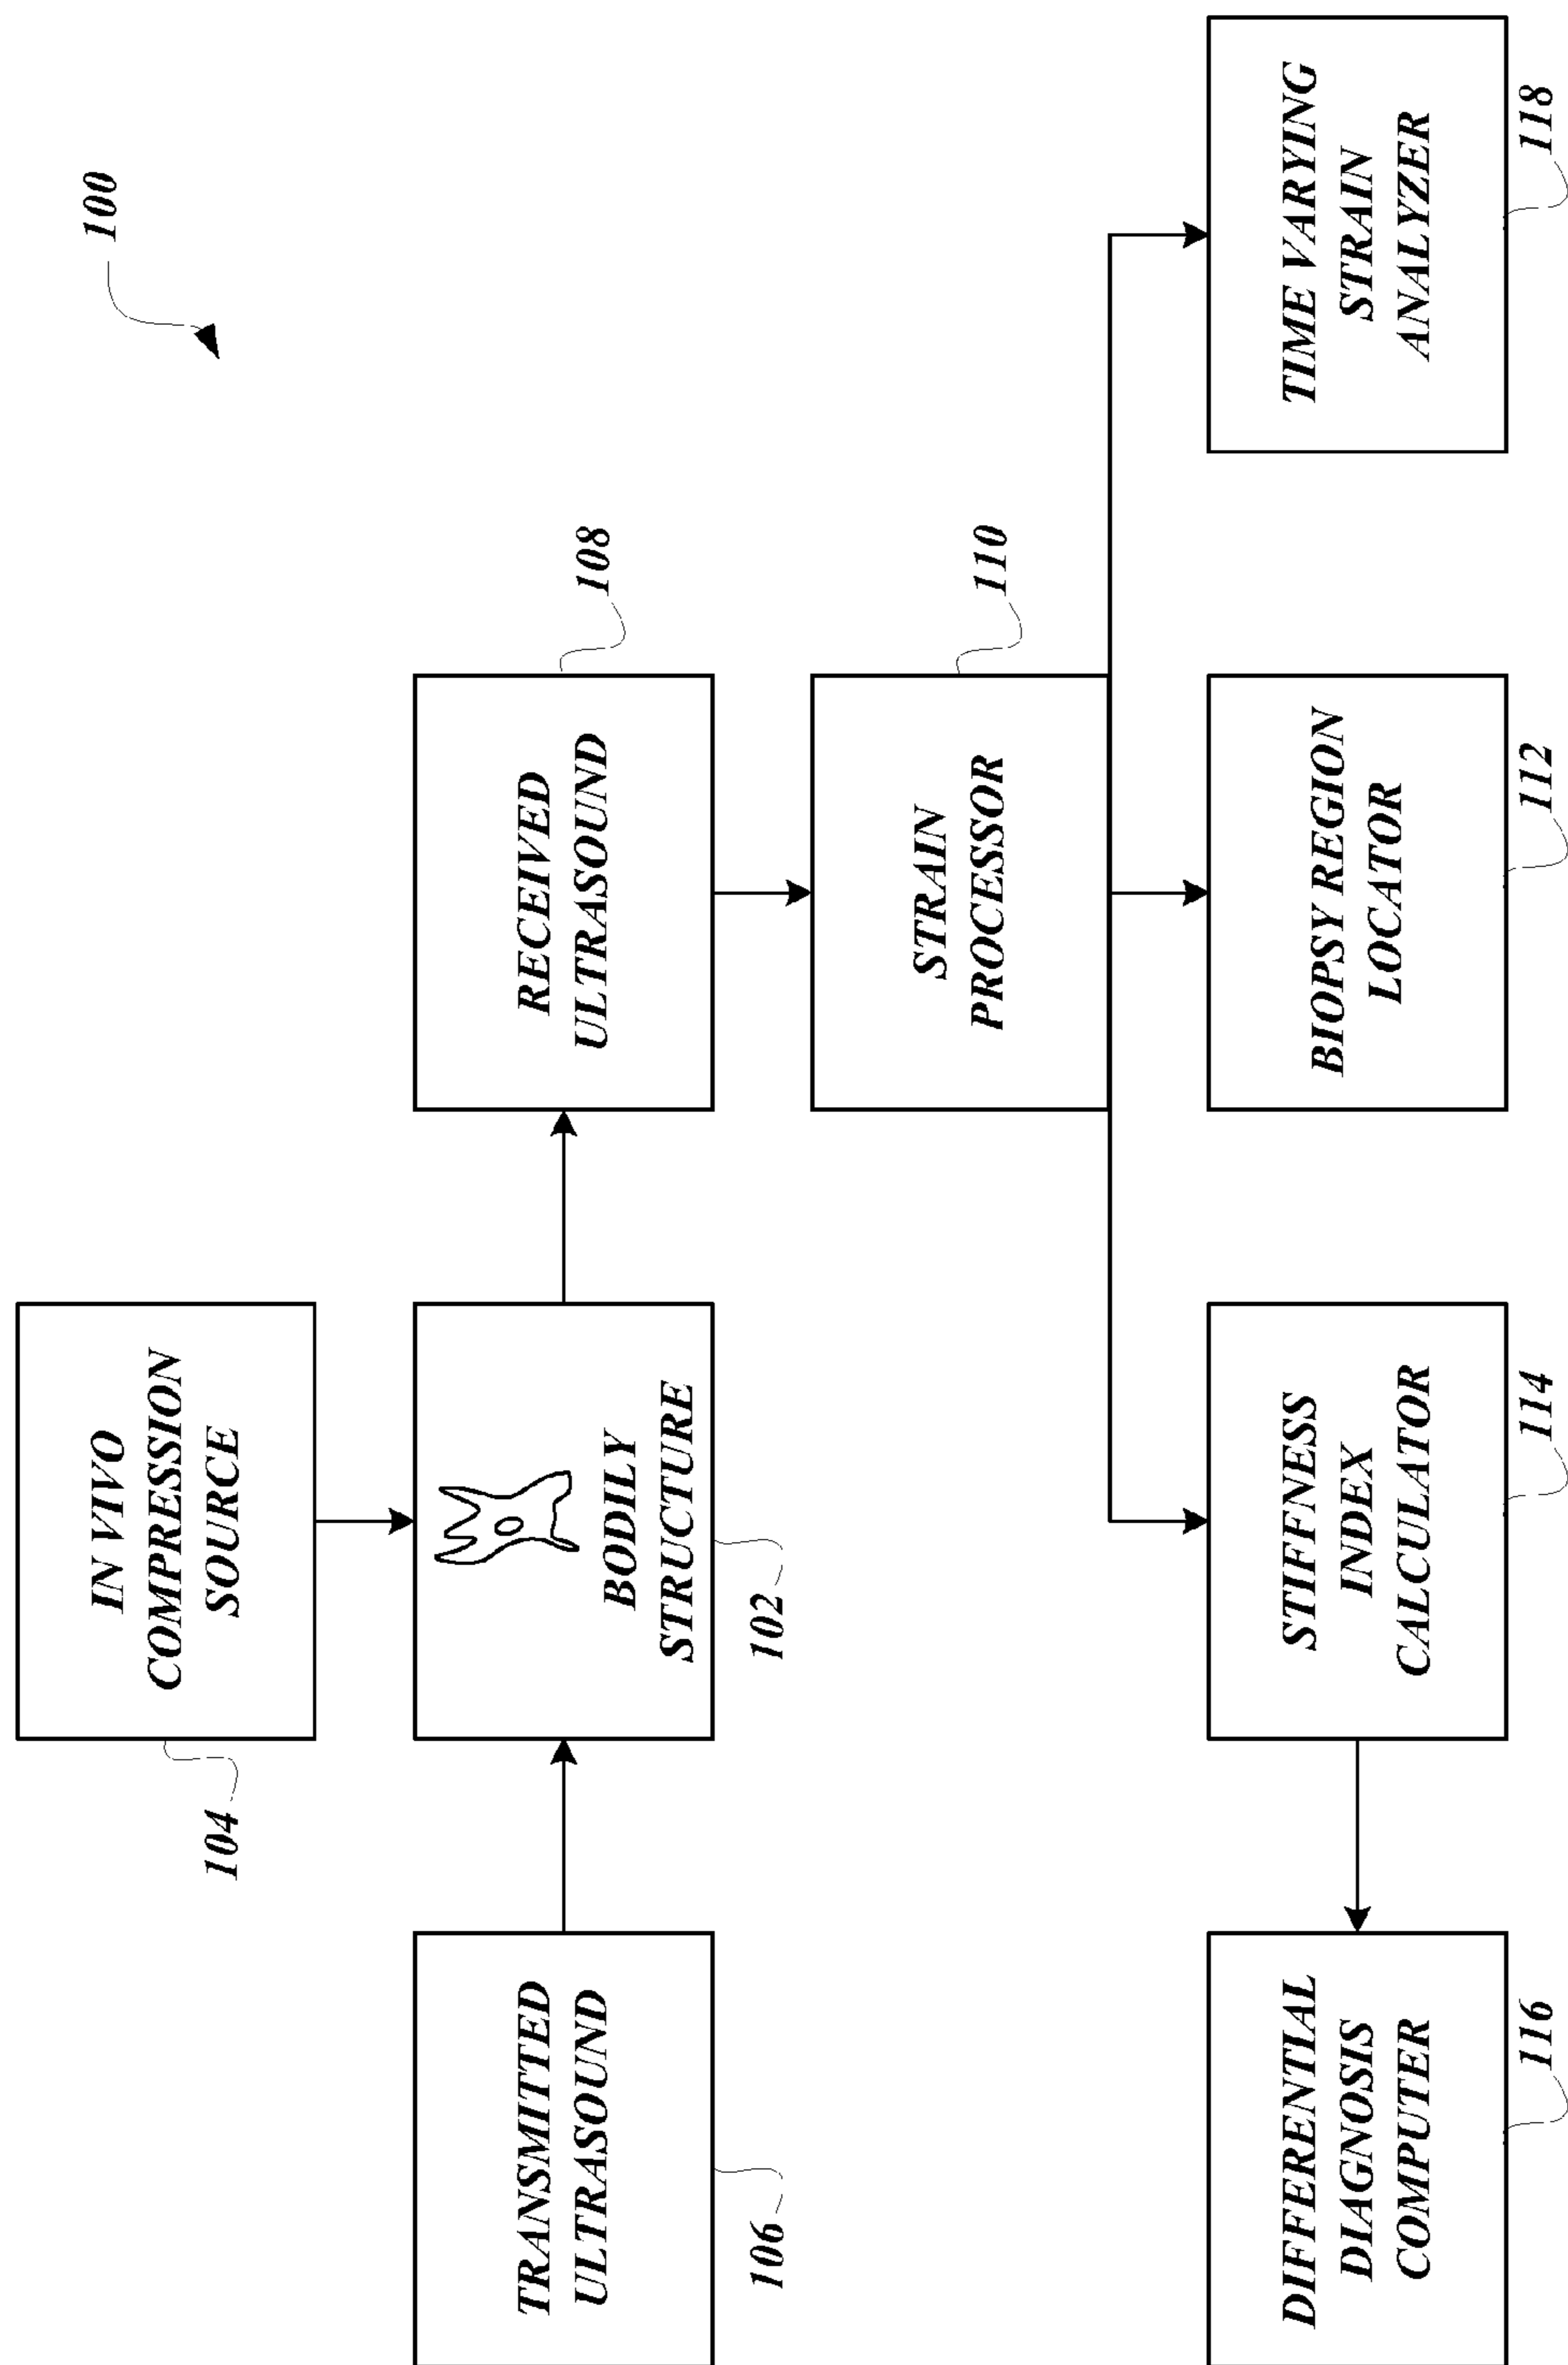 100
IN VIVO
COMPRESSION
SOURCE
104
TRANSMITTED
ULTRASOUND
106
BODILY
STRUCTURE
102
RECEIVED
ULTRASOUND
108
STRAIN
PROCESSOR
110
DIFFERENTIAL
DIAGNOSIS
COMPUTER
116
STIFFNESS
INDEX
CALCULATOR
114
BIOPSY REGION
LOCATOR
112
TIME VARYING
STRAIN
ANALYZER
118